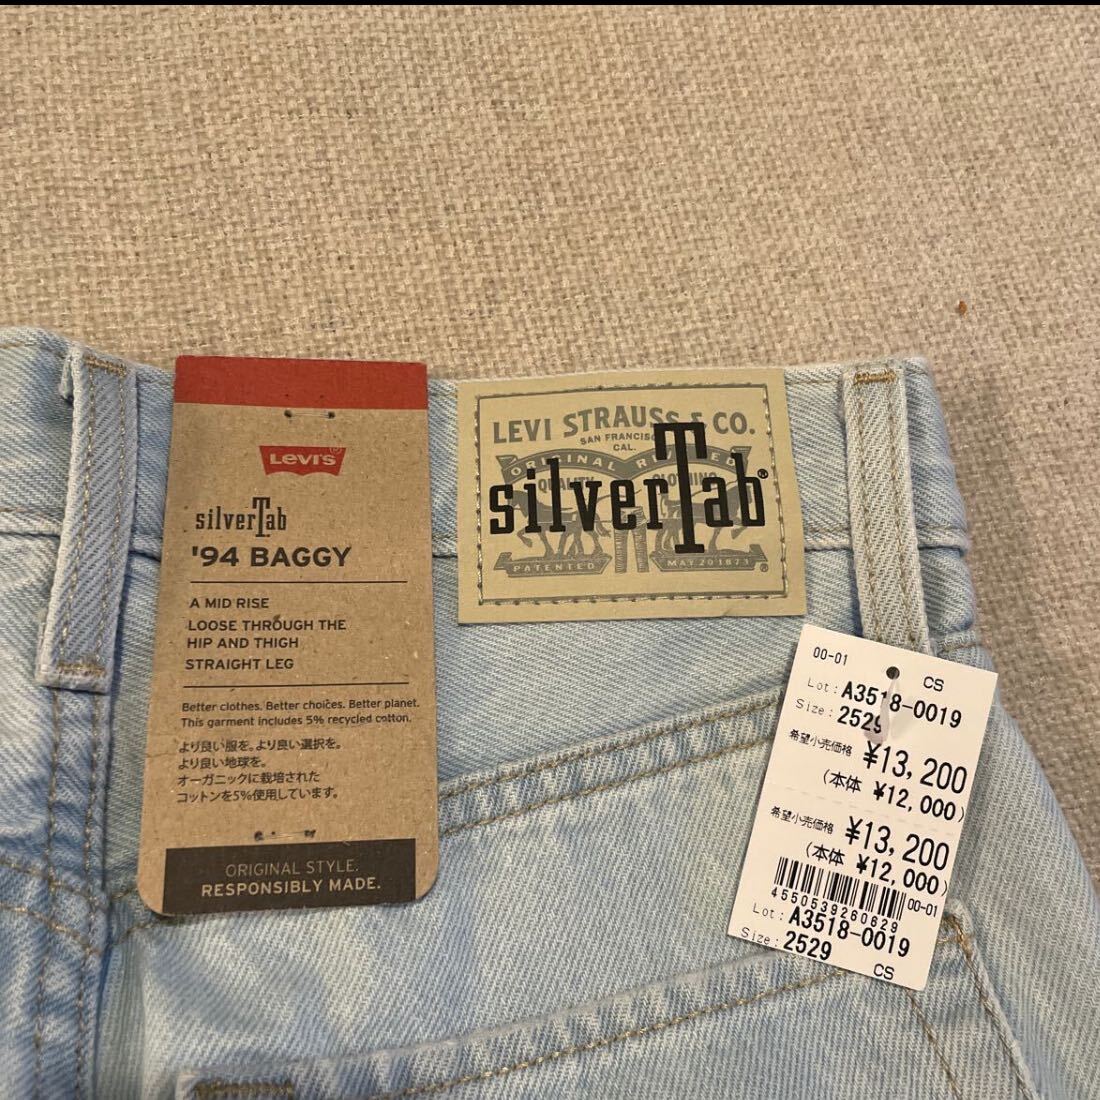 LEVI'S
silverTab
'94 BAGGY
A MID RISE
LOOSE THROUGH THE
HIP AND THIGH
STRAIGHT LEG
Better clothes. Better choices. Better planet.
This garment includes 5% recycled cotton.
より良い服を。より良い選択を。
より良い地球を。
オーガニックに栽培された
コットンを5%使用しています。
ORIGINAL STYLE.
RESPONSIBLY MADE.
LEVI STRAUSS & CO.
SAN FRANCISCO
CAL.
ORIGINAL RIVETED
QUALITY CLOTHING
silverTab®
PATENTED MAY 20 1873 ®
00-01
CS
Lot: A3518-0019
Size: 2529
希望小売価格
¥13,200
(本体 ¥12,000)
希望小売価格
¥13,200
(本体 ¥12,000)
4550539260629
00-01
Lot: A3518-0019
Size: 2529
CS